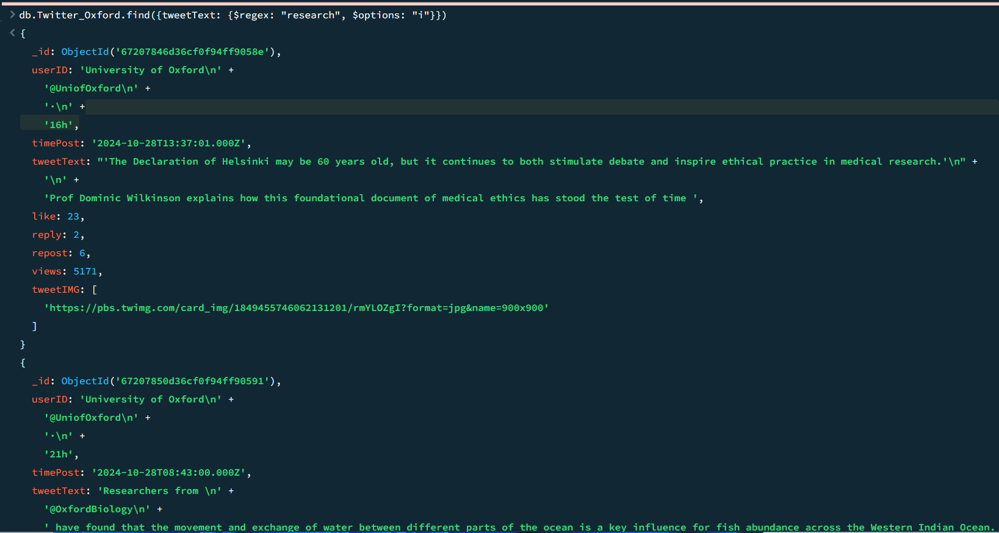 > db.Twitter_Oxford.find({tweetText: {$regex: "research", $options: "i"}})
< {
_id: ObjectId('67207846d36cf0f94ff9058e'),
userID: 'University of Oxford\n' +
'@UniofOxford\n' +
'·\n' +
'16h',
timePost: '2024-10-28T13:37:01.000Z',
tweetText: "'The Declaration of Helsinki may be 60 years old, but it continues to both stimulate debate and inspire ethical practice in medical research.'\n" +
'\n' +
'Prof Dominic Wilkinson explains how this foundational document of medical ethics has stood the test of time ',
like: 23,
reply: 2,
repost: 6,
views: 5171,
tweetIMG: [
'https://pbs.twimg.com/card_img/1849455746062131201/rmYLOZgI?format=jpg&name=900x900'
]
}
{
_id: ObjectId('67207850d36cf0f94ff90591'),
userID: 'University of Oxford\n' +
'@UniofOxford\n' +
'·\n' +
'21h',
timePost: '2024-10-28T08:43:00.000Z',
tweetText: 'Researchers from \n' +
'@OxfordBiology\n' +
' have found that the movement and exchange of water between different parts of the ocean is a key influence for fish abundance across the Western Indian Ocean.